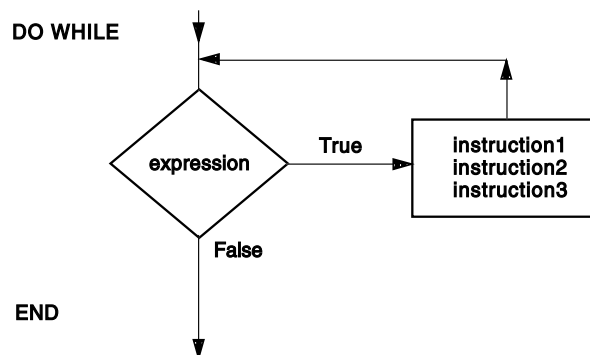 DO WHILE
expression
True
instruction1
instruction2
instruction3
False
END